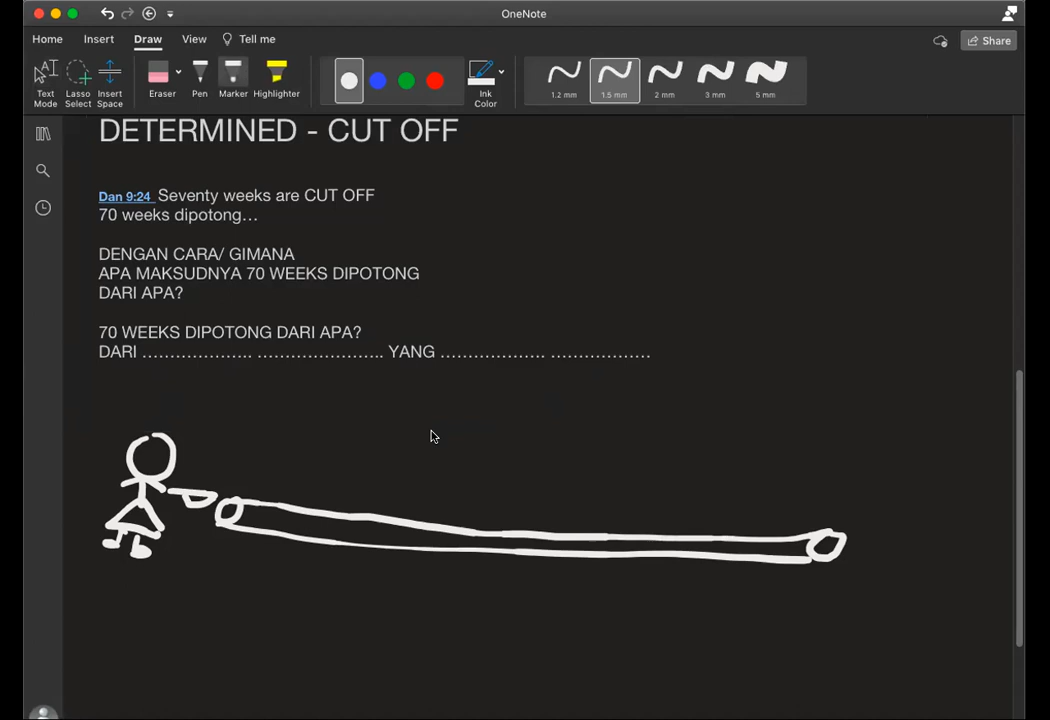 OneNote
Home Insert Draw View Tell me
Share
Text Mode
Lasso Select
Insert Space
Eraser
Pen
Marker
Highlighter
Ink Color
1.2 mm
1.5 mm
2 mm
3 mm
5 mm
DETERMINED - CUT OFF
Dan 9:24 Seventy weeks are CUT OFF
70 weeks dipotong…
DENGAN CARA/ GIMANA
APA MAKSUDNYA 70 WEEKS DIPOTONG
DARI APA?
70 WEEKS DIPOTONG DARI APA?
DARI ……………….. ………………….. YANG ………………. ………………